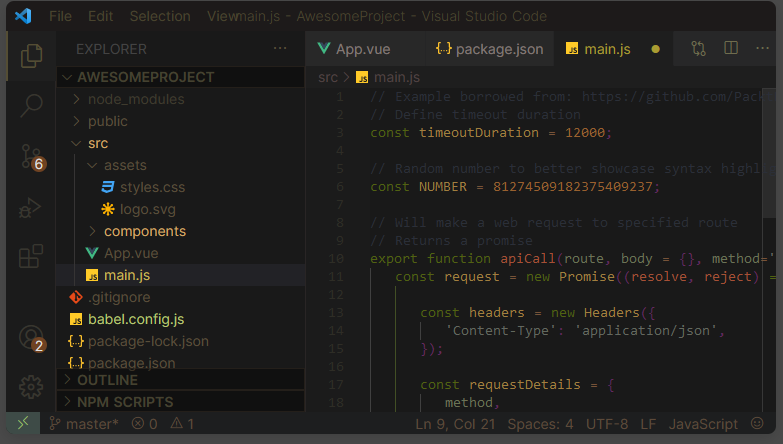 File Edit Selection View main.js - AwesomeProject - Visual Studio Code
EXPLORER
App.vue
package.json
main.js
src > main.js
AWESOMEPROJECT
node_modules
public
src
assets
styles.css
logo.svg
components
App.vue
main.js
.gitignore
babel.config.js
package-lock.json
package.json
OUTLINE
NPM SCRIPTS
6
2
1 // Example borrowed from: https://github.com/Pack
2 // Define timeout duration
3 const timeoutDuration = 12000;
4
5 // Random number to better showcase syntax highl
6 const NUMBER = 81274509182375409237;
7
8 // Will make a web request to specified route
9 // Returns a promise
10 export function apiCall(route, body = {}, method='
11 const request = new Promise((resolve, reject) =
12
13 const headers = new Headers({
14 'Content-Type': 'application/json',
15 });
16
17 const requestDetails = {
18 method,
master* 0 1 Ln 9, Col 21 Spaces: 4 UTF-8 LF JavaScript